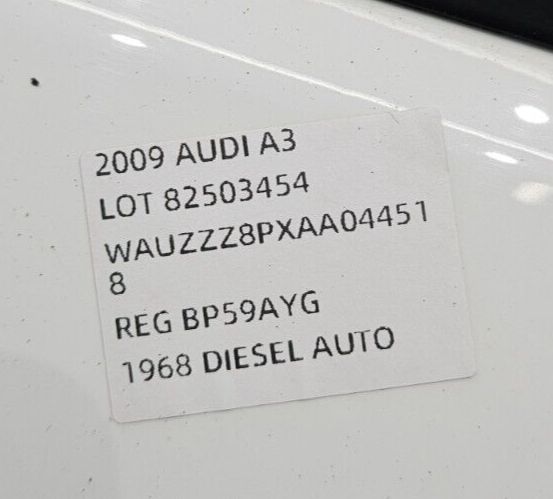 2009 AUDI A3
LOT 82503454
WAUZZZ8PXAA04451
8
REG BP59AYG
1968 DIESEL AUTO